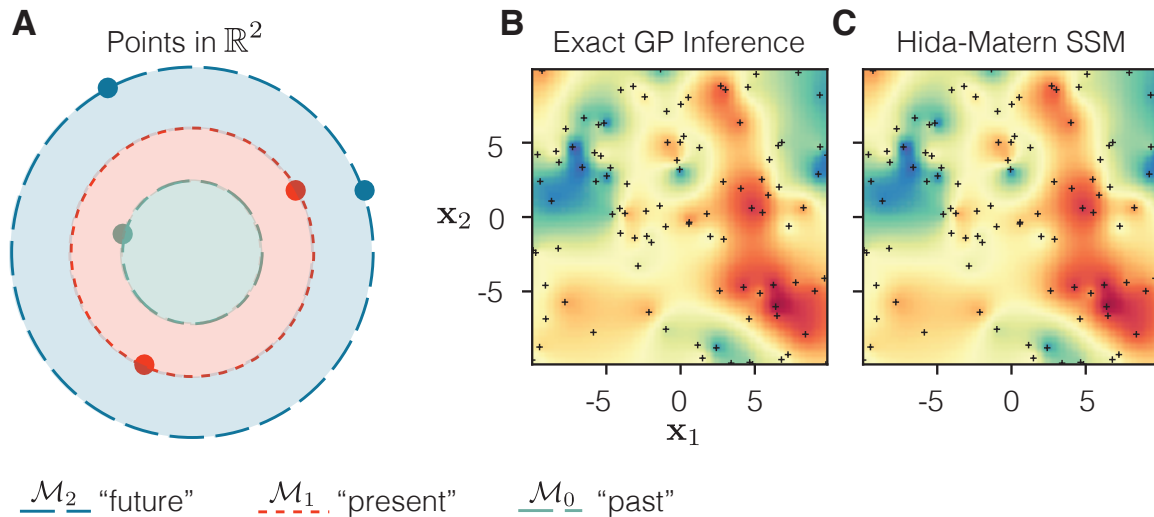 A
Points in ℝ²
B
Exact GP Inference
C
Hida-Matern SSM
x₂
5
0
-5
-5 0 5
x₁
-5 0 5
ℳ₂ “future”
ℳ₁ “present”
ℳ₀ “past”